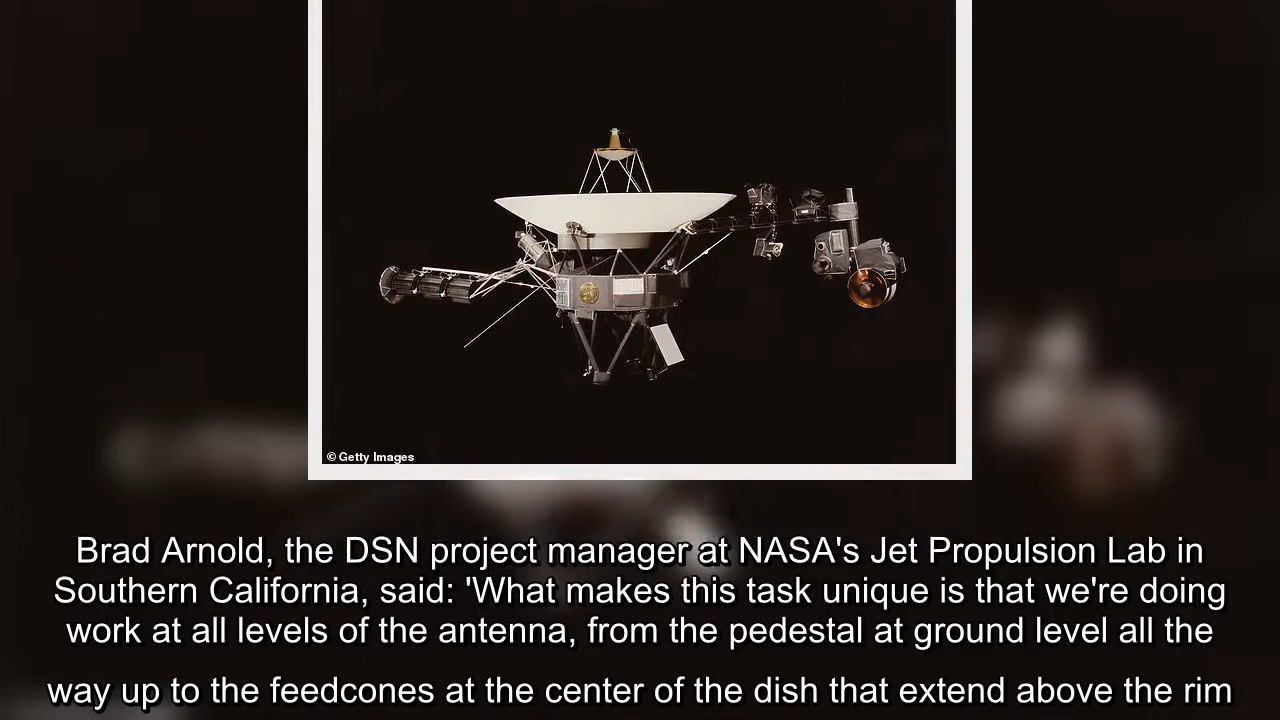 © Getty Images
Brad Arnold, the DSN project manager at NASA's Jet Propulsion Lab in
Southern California, said: 'What makes this task unique is that we're doing
work at all levels of the antenna, from the pedestal at ground level all the
way up to the feedcones at the center of the dish that extend above the rim